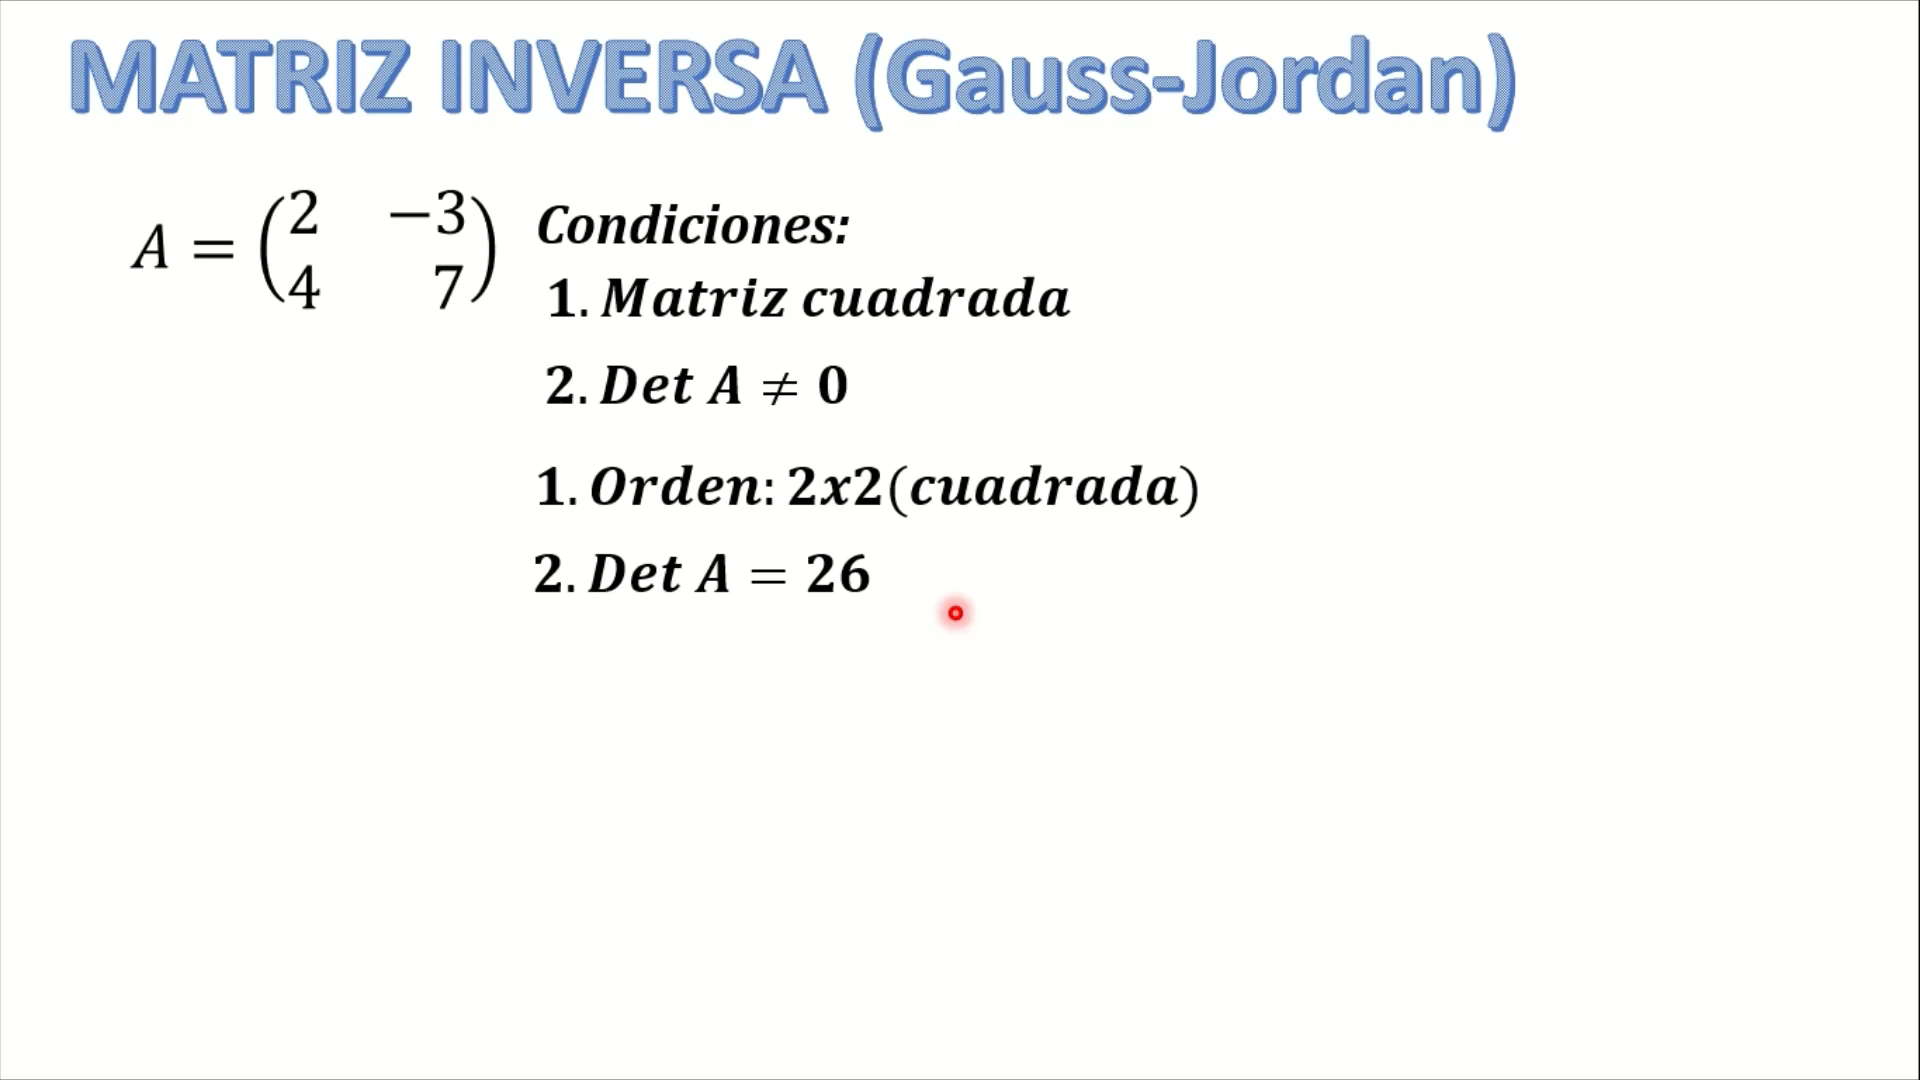 MATRIZ INVERSA (Gauss-Jordan)
A = (2 −3
4 7)
Condiciones:
1. Matriz cuadrada
2. Det A ≠ 0
1. Orden: 2x2(cuadrada)
2. Det A = 26